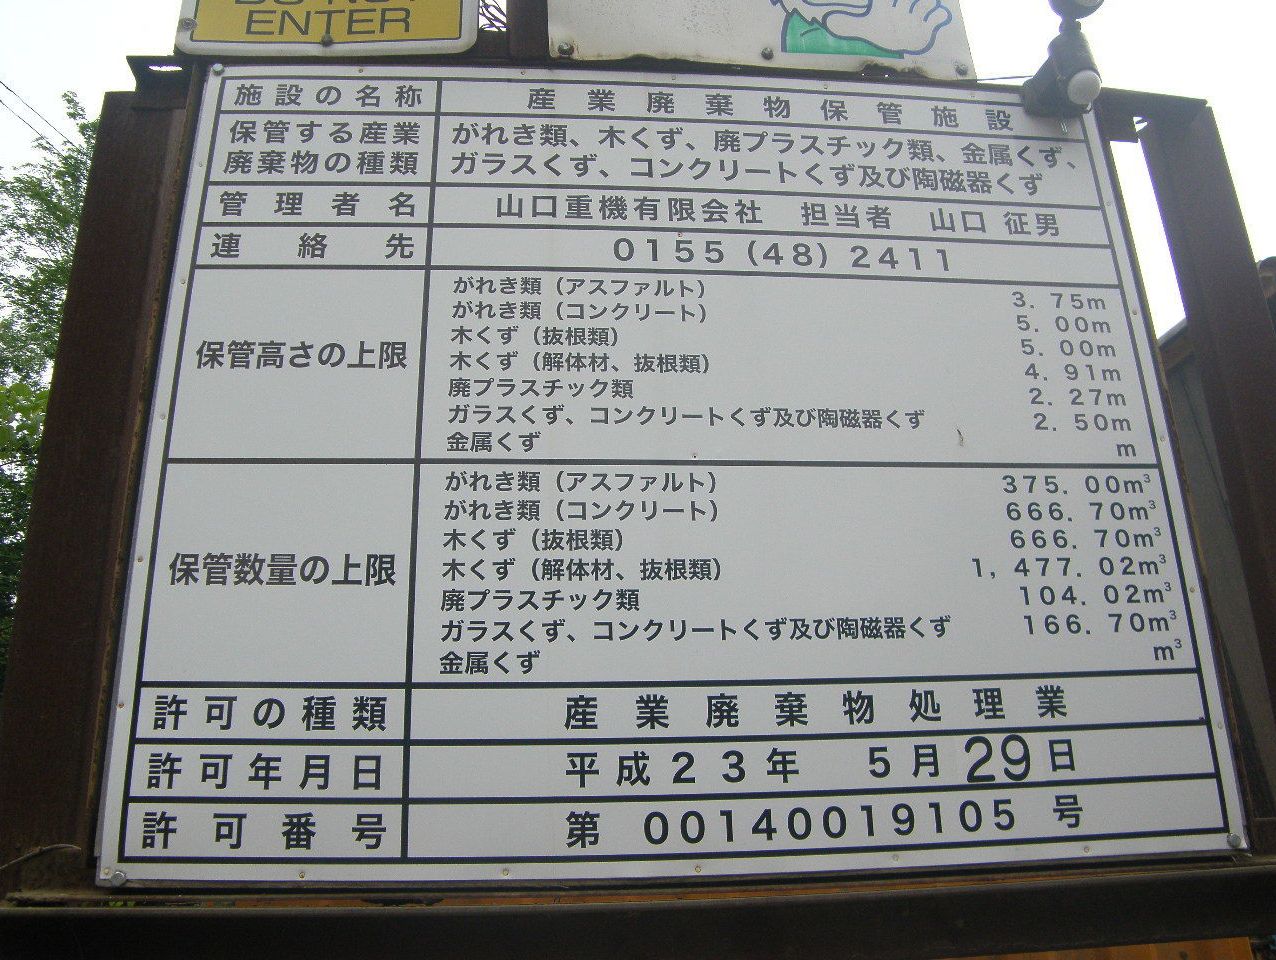 DO NOT
ENTER
施設の名称 産業廃棄物保管施設
保管する産業廃棄物の種類 がれき類、木くず、廃プラスチック類、金属くず、
ガラスくず、コンクリートくず及び陶磁器くず
管理者名 山口重機有限会社 担当者 山口 征男
連絡先 0155(48)2411
保管高さの上限
がれき類(アスファルト) 3.75m
がれき類(コンクリート) 5.00m
木くず(抜根類) 5.00m
木くず(解体材、抜根類) 4.91m
廃プラスチック類 2.27m
ガラスくず、コンクリートくず及び陶磁器くず 2.50m
金属くず m
保管数量の上限
がれき類(アスファルト) 375.00m³
がれき類(コンクリート) 666.70m³
木くず(抜根類) 666.70m³
木くず(解体材、抜根類) 1,477.02m³
廃プラスチック類 104.02m³
ガラスくず、コンクリートくず及び陶磁器くず 166.70m³
金属くず m³
許可の種類 産業廃棄物処理業
許可年月日 平成23年 5月29日
許可番号 第 00140019105 号